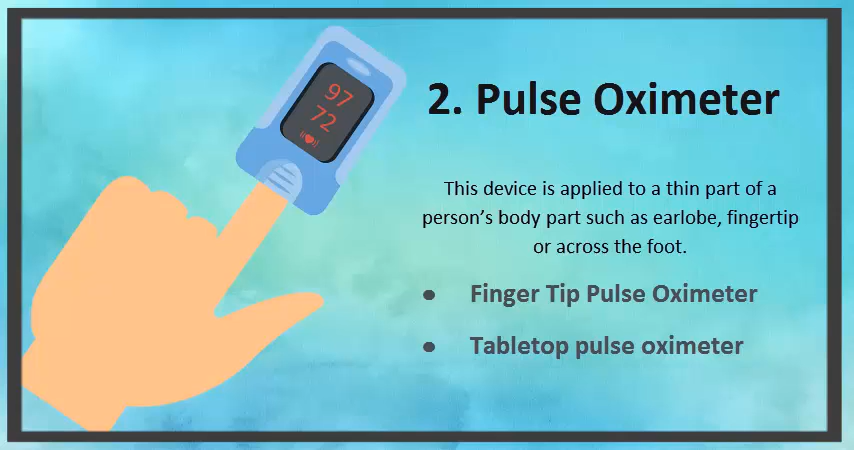 97
72
2. Pulse Oximeter
This device is applied to a thin part of a
person’s body part such as earlobe, fingertip
or across the foot.
● Finger Tip Pulse Oximeter
● Tabletop pulse oximeter